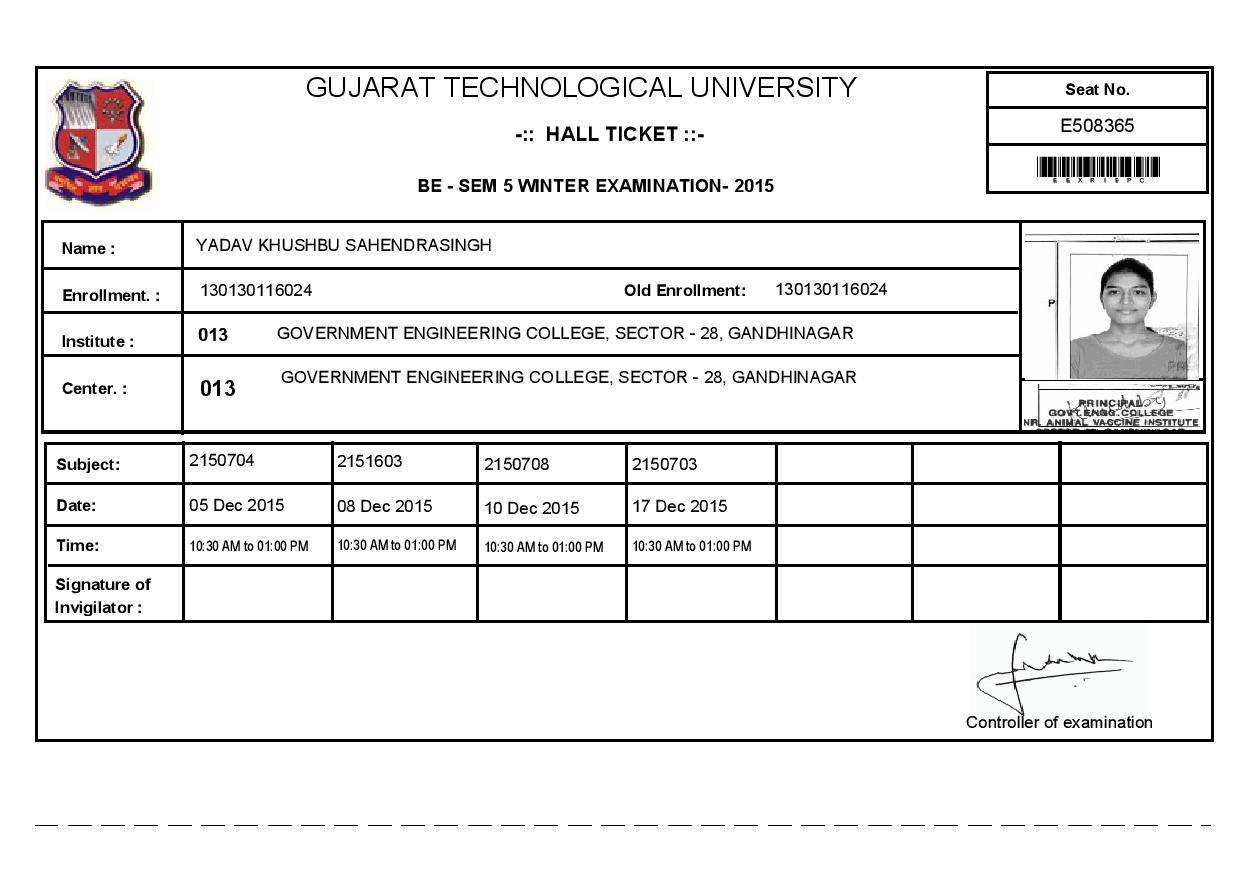 GUJARAT TECHNOLOGICAL UNIVERSITY
-:: HALL TICKET ::-
BE - SEM 5 WINTER EXAMINATION- 2015
Seat No.
E508365
E E X R I 9 P C
Name : YADAV KHUSHBU SAHENDRASINGH
Enrollment. : 130130116024 Old Enrollment: 130130116024
Institute : 013 GOVERNMENT ENGINEERING COLLEGE, SECTOR - 28, GANDHINAGAR
Center. : 013 GOVERNMENT ENGINEERING COLLEGE, SECTOR - 28, GANDHINAGAR
P
PRINCIPAL
GOVT.ENGG.COLLEGE
NR. ANIMAL VACCINE INSTITUTE
Subject: 2150704 2151603 2150708 2150703
Date: 05 Dec 2015 08 Dec 2015 10 Dec 2015 17 Dec 2015
Time: 10:30 AM to 01:00 PM 10:30 AM to 01:00 PM 10:30 AM to 01:00 PM 10:30 AM to 01:00 PM
Signature of
Invigilator :
Controller of examination